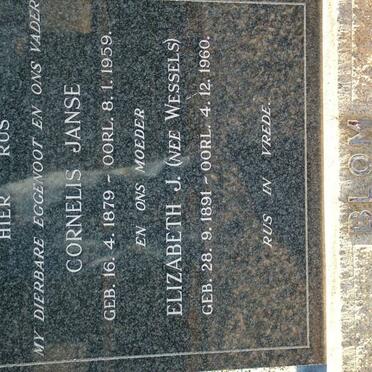 HIER RUS
MY DIERBARE EGGENOOT EN ONS VADER
CORNELIS JANSE
GEB. 16. 4. 1879 ~ OORL. 8. 1. 1959.
EN ONS MOEDER
ELIZABETH J. (NEE WESSELS)
GEB. 28. 9. 1891 ~ OORL. 4. 12. 1960.
RUS IN VREDE.
BLOM